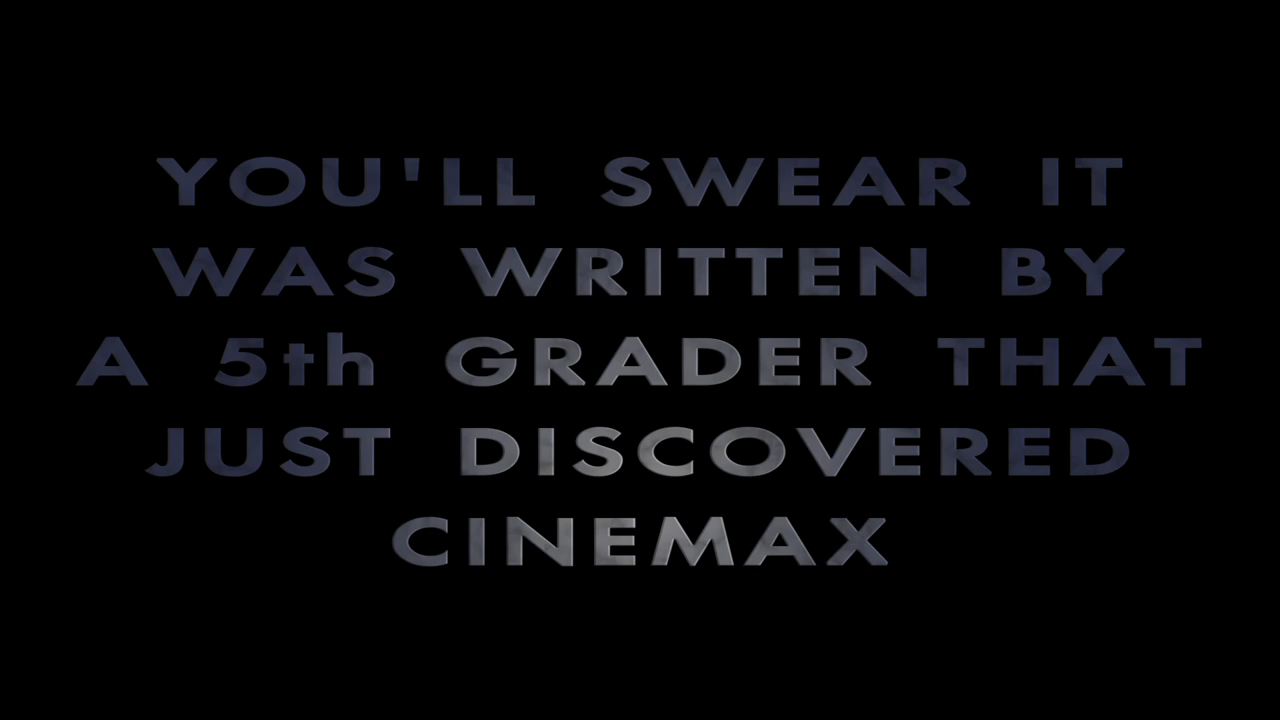 YOU'LL SWEAR IT
WAS WRITTEN BY
A 5th GRADER THAT
JUST DISCOVERED
CINEMAX